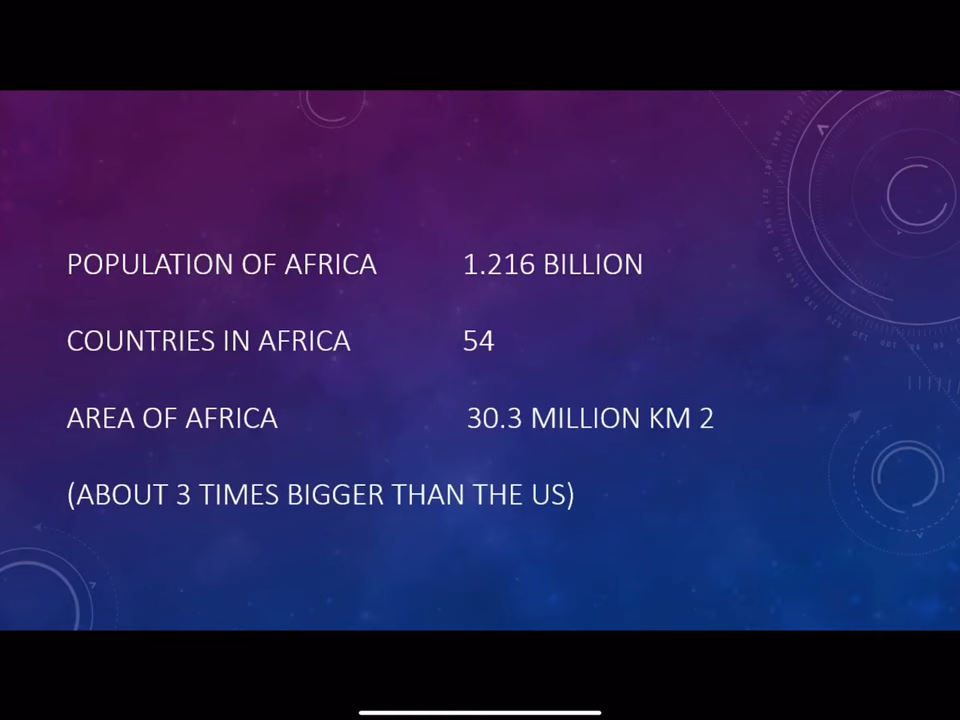 POPULATION OF AFRICA 1.216 BILLION
COUNTRIES IN AFRICA 54
AREA OF AFRICA 30.3 MILLION KM 2
(ABOUT 3 TIMES BIGGER THAN THE US)